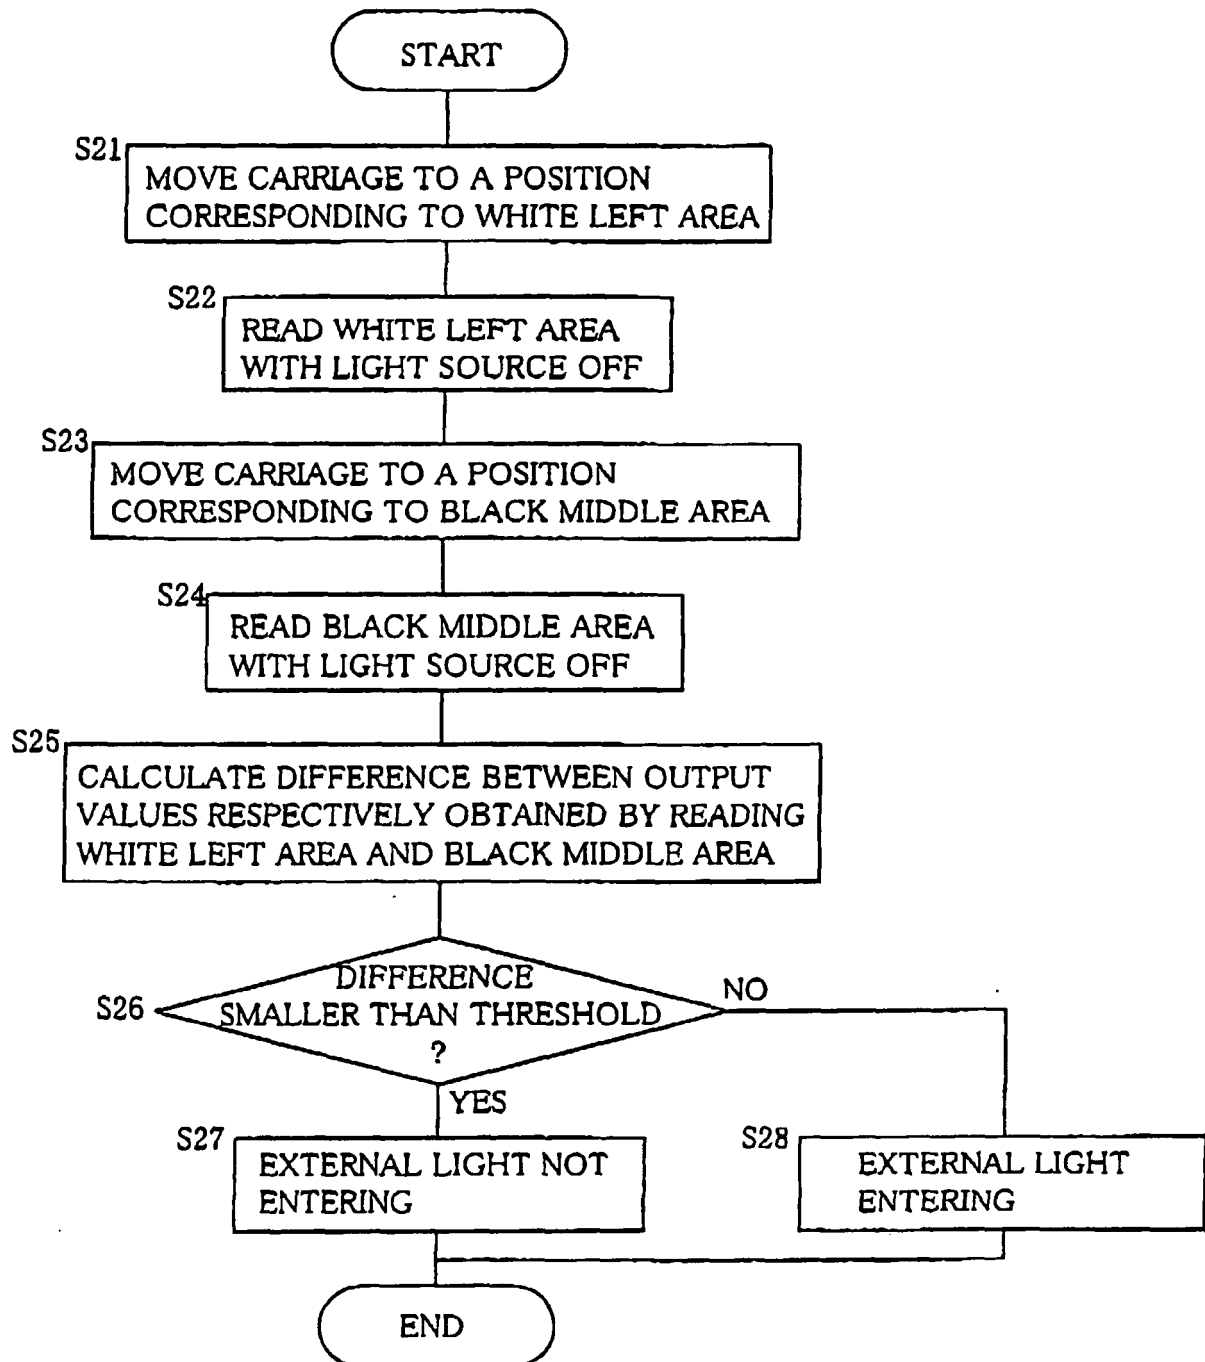 START
S21
MOVE CARRIAGE TO A POSITION
CORRESPONDING TO WHITE LEFT AREA
S22
READ WHITE LEFT AREA
WITH LIGHT SOURCE OFF
S23
MOVE CARRIAGE TO A POSITION
CORRESPONDING TO BLACK MIDDLE AREA
S24
READ BLACK MIDDLE AREA
WITH LIGHT SOURCE OFF
S25
CALCULATE DIFFERENCE BETWEEN OUTPUT
VALUES RESPECTIVELY OBTAINED BY READING
WHITE LEFT AREA AND BLACK MIDDLE AREA
S26
DIFFERENCE
SMALLER THAN THRESHOLD
?
NO
YES
S27
EXTERNAL LIGHT NOT
ENTERING
S28
EXTERNAL LIGHT
ENTERING
END